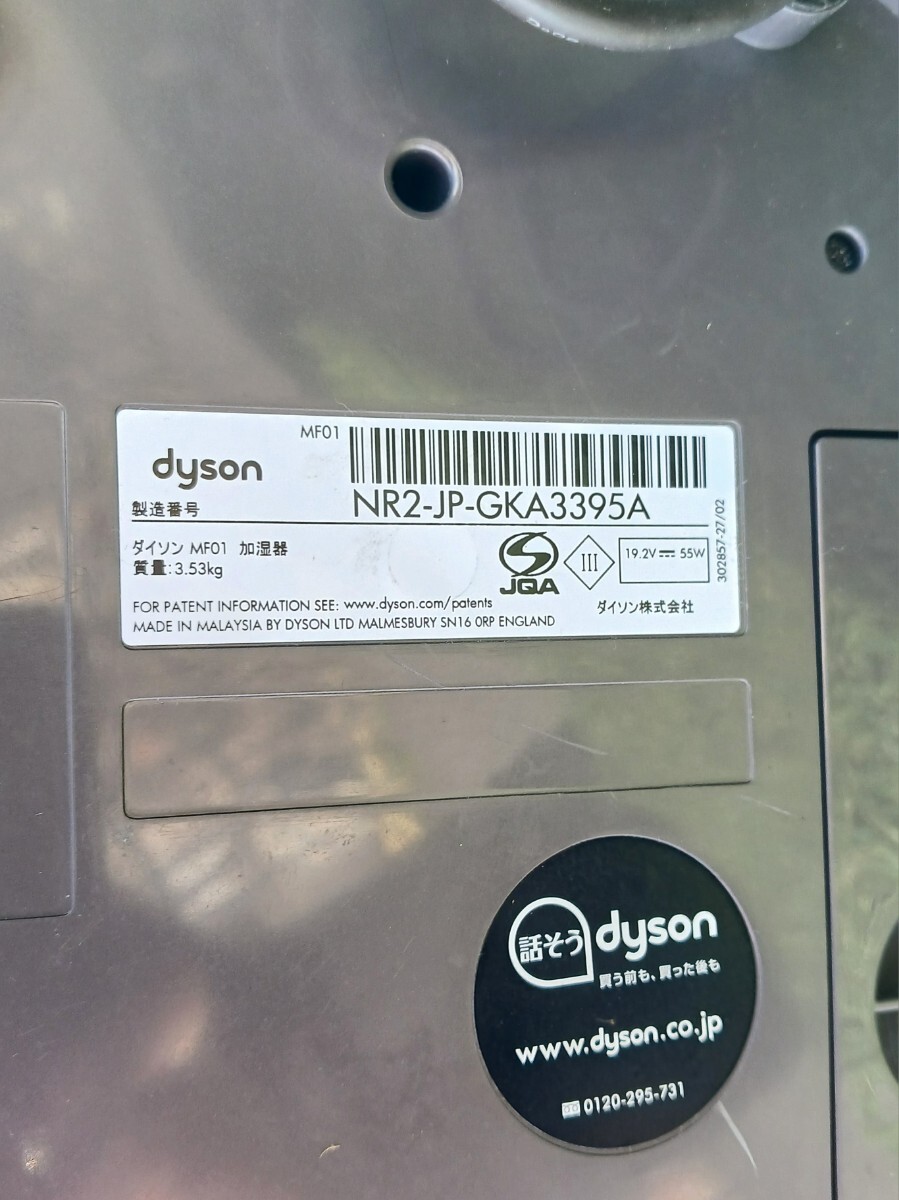 MF01
dyson
製造番号
NR2-JP-GKA3395A
ダイソン MF01 加湿器
質量:3.53kg
JQA
III
19.2V⎓ 55W
302857-27/02
FOR PATENT INFORMATION SEE: www.dyson.com/patents
ダイソン株式会社
MADE IN MALAYSIA BY DYSON LTD MALMESBURY SN16 0RP ENGLAND
話そう dyson
買う前も、買った後も
www.dyson.co.jp
0120-295-731